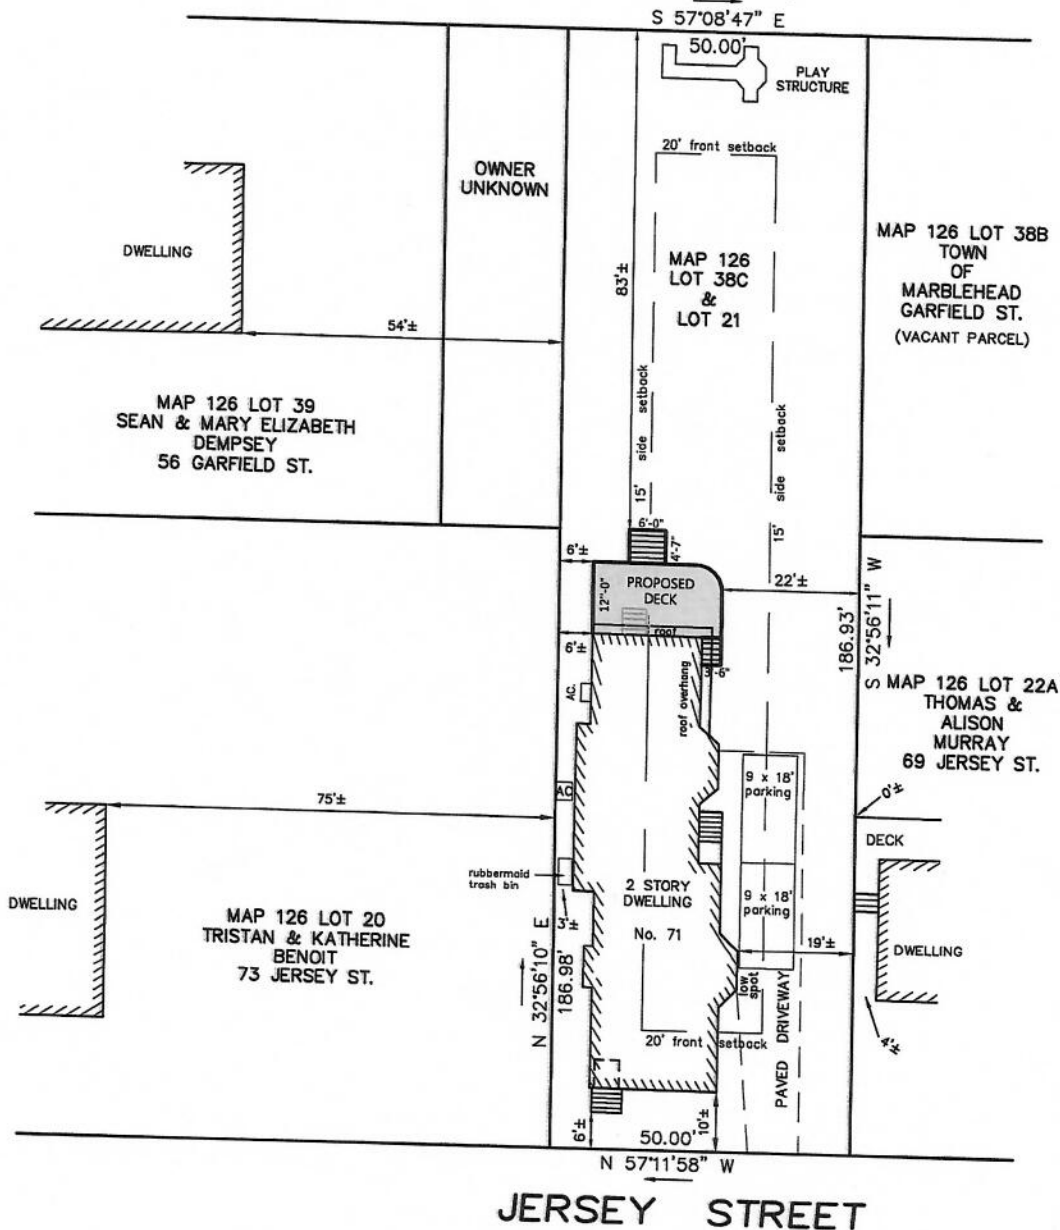 S 57°08'47" E
50.00'
PLAY
STRUCTURE
20' front setback
OWNER
UNKNOWN
DWELLING
MAP 126
LOT 38C
&
LOT 21
83'±
MAP 126 LOT 38B
TOWN
OF
MARBLEHEAD
GARFIELD ST.
(VACANT PARCEL)
54'±
MAP 126 LOT 39
SEAN & MARY ELIZABETH
DEMPSEY
56 GARFIELD ST.
15' side setback
15' side setback
6'-0"
4'-7"
6'±
PROPOSED
DECK
12"-0"
22'±
roof
6'±
3'-6"
186.93'
S 32°56'11" W
AC.
roof overhang
MAP 126 LOT 22A
THOMAS &
ALISON
MURRAY
69 JERSEY ST.
9 x 18'
parking
75'±
AC
0'±
DECK
rubbermaid
trash bin
2 STORY
DWELLING
No. 71
9 x 18'
parking
DWELLING
MAP 126 LOT 20
TRISTAN & KATHERINE
BENOIT
73 JERSEY ST.
3'±
N 32°56'10" E
186.98'
19'±
DWELLING
low
spot
20' front setback
PAVED DRIVEWAY
4'±
6'±
50.00'
10'±
N 57°11'58" W
JERSEY STREET